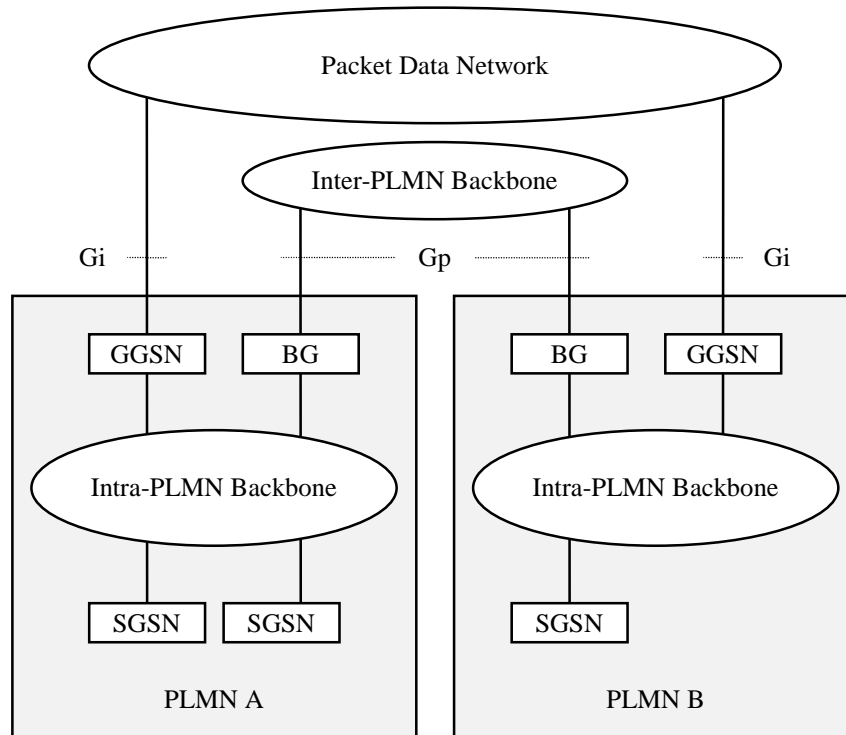 Packet Data Network
Inter-PLMN Backbone
Gi Gp Gi
GGSN BG BG GGSN
Intra-PLMN Backbone Intra-PLMN Backbone
SGSN SGSN SGSN
PLMN A PLMN B